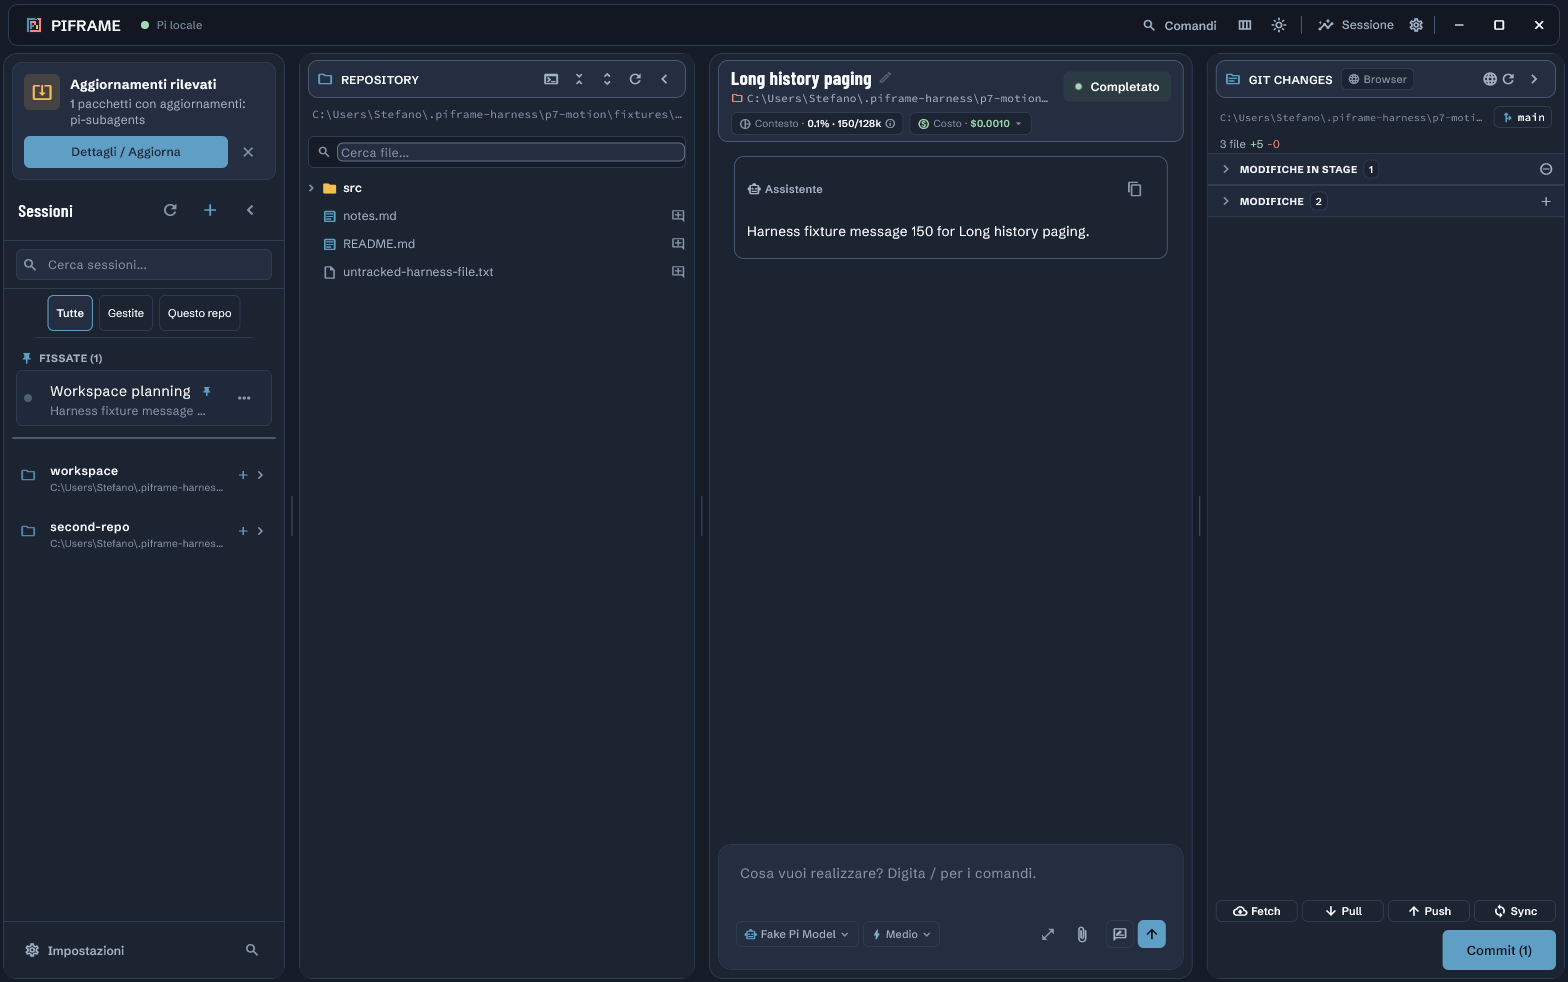 PIFRAME
Pi locale
Comandi
Sessione
Aggiornamenti rilevati
1 pacchetti con aggiornamenti:
pi-subagents
Dettagli / Aggiorna
Sessioni
Cerca sessioni...
Tutte
Gestite
Questo repo
FISSATE (1)
Workspace planning
Harness fixture message ...
workspace
C:\Users\Stefano\.piframe-harnes...
second-repo
C:\Users\Stefano\.piframe-harnes...
Impostazioni
REPOSITORY
C:\Users\Stefano\.piframe-harness\p7-motion\fixtures\...
Cerca file...
src
notes.md
README.md
untracked-harness-file.txt
Long history paging
C:\Users\Stefano\.piframe-harness\p7-motion...
Completato
Contesto · 0.1% · 150/128k
Costo · $0.0010
Assistente
Harness fixture message 150 for Long history paging.
Cosa vuoi realizzare? Digita / per i comandi.
Fake Pi Model
Medio
GIT CHANGES
Browser
C:\Users\Stefano\.piframe-harness\p7-moti...
main
3 file +5 -0
MODIFICHE IN STAGE 1
MODIFICHE 2
Fetch
Pull
Push
Sync
Commit (1)